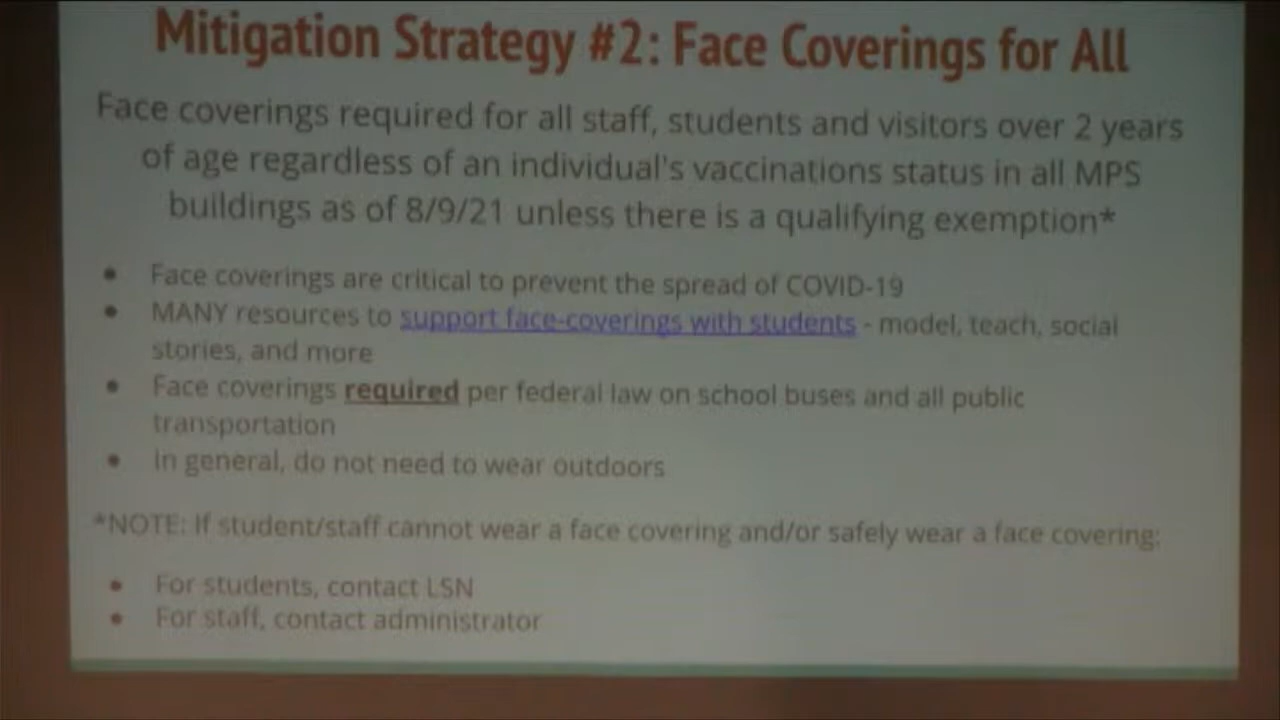 Mitigation Strategy #2: Face Coverings for All
Face coverings required for all staff, students and visitors over 2 years
of age regardless of an individual's vaccinations status in all MPS
buildings as of 8/9/21 unless there is a qualifying exemption*
● Face coverings are critical to prevent the spread of COVID-19
● MANY resources to support face-coverings with students - model, teach, social
stories, and more
● Face coverings required per federal law on school buses and all public
transportation
● In general, do not need to wear outdoors
*NOTE: If student/staff cannot wear a face covering and/or safely wear a face covering:
● For students, contact LSN
● For staff, contact administrator